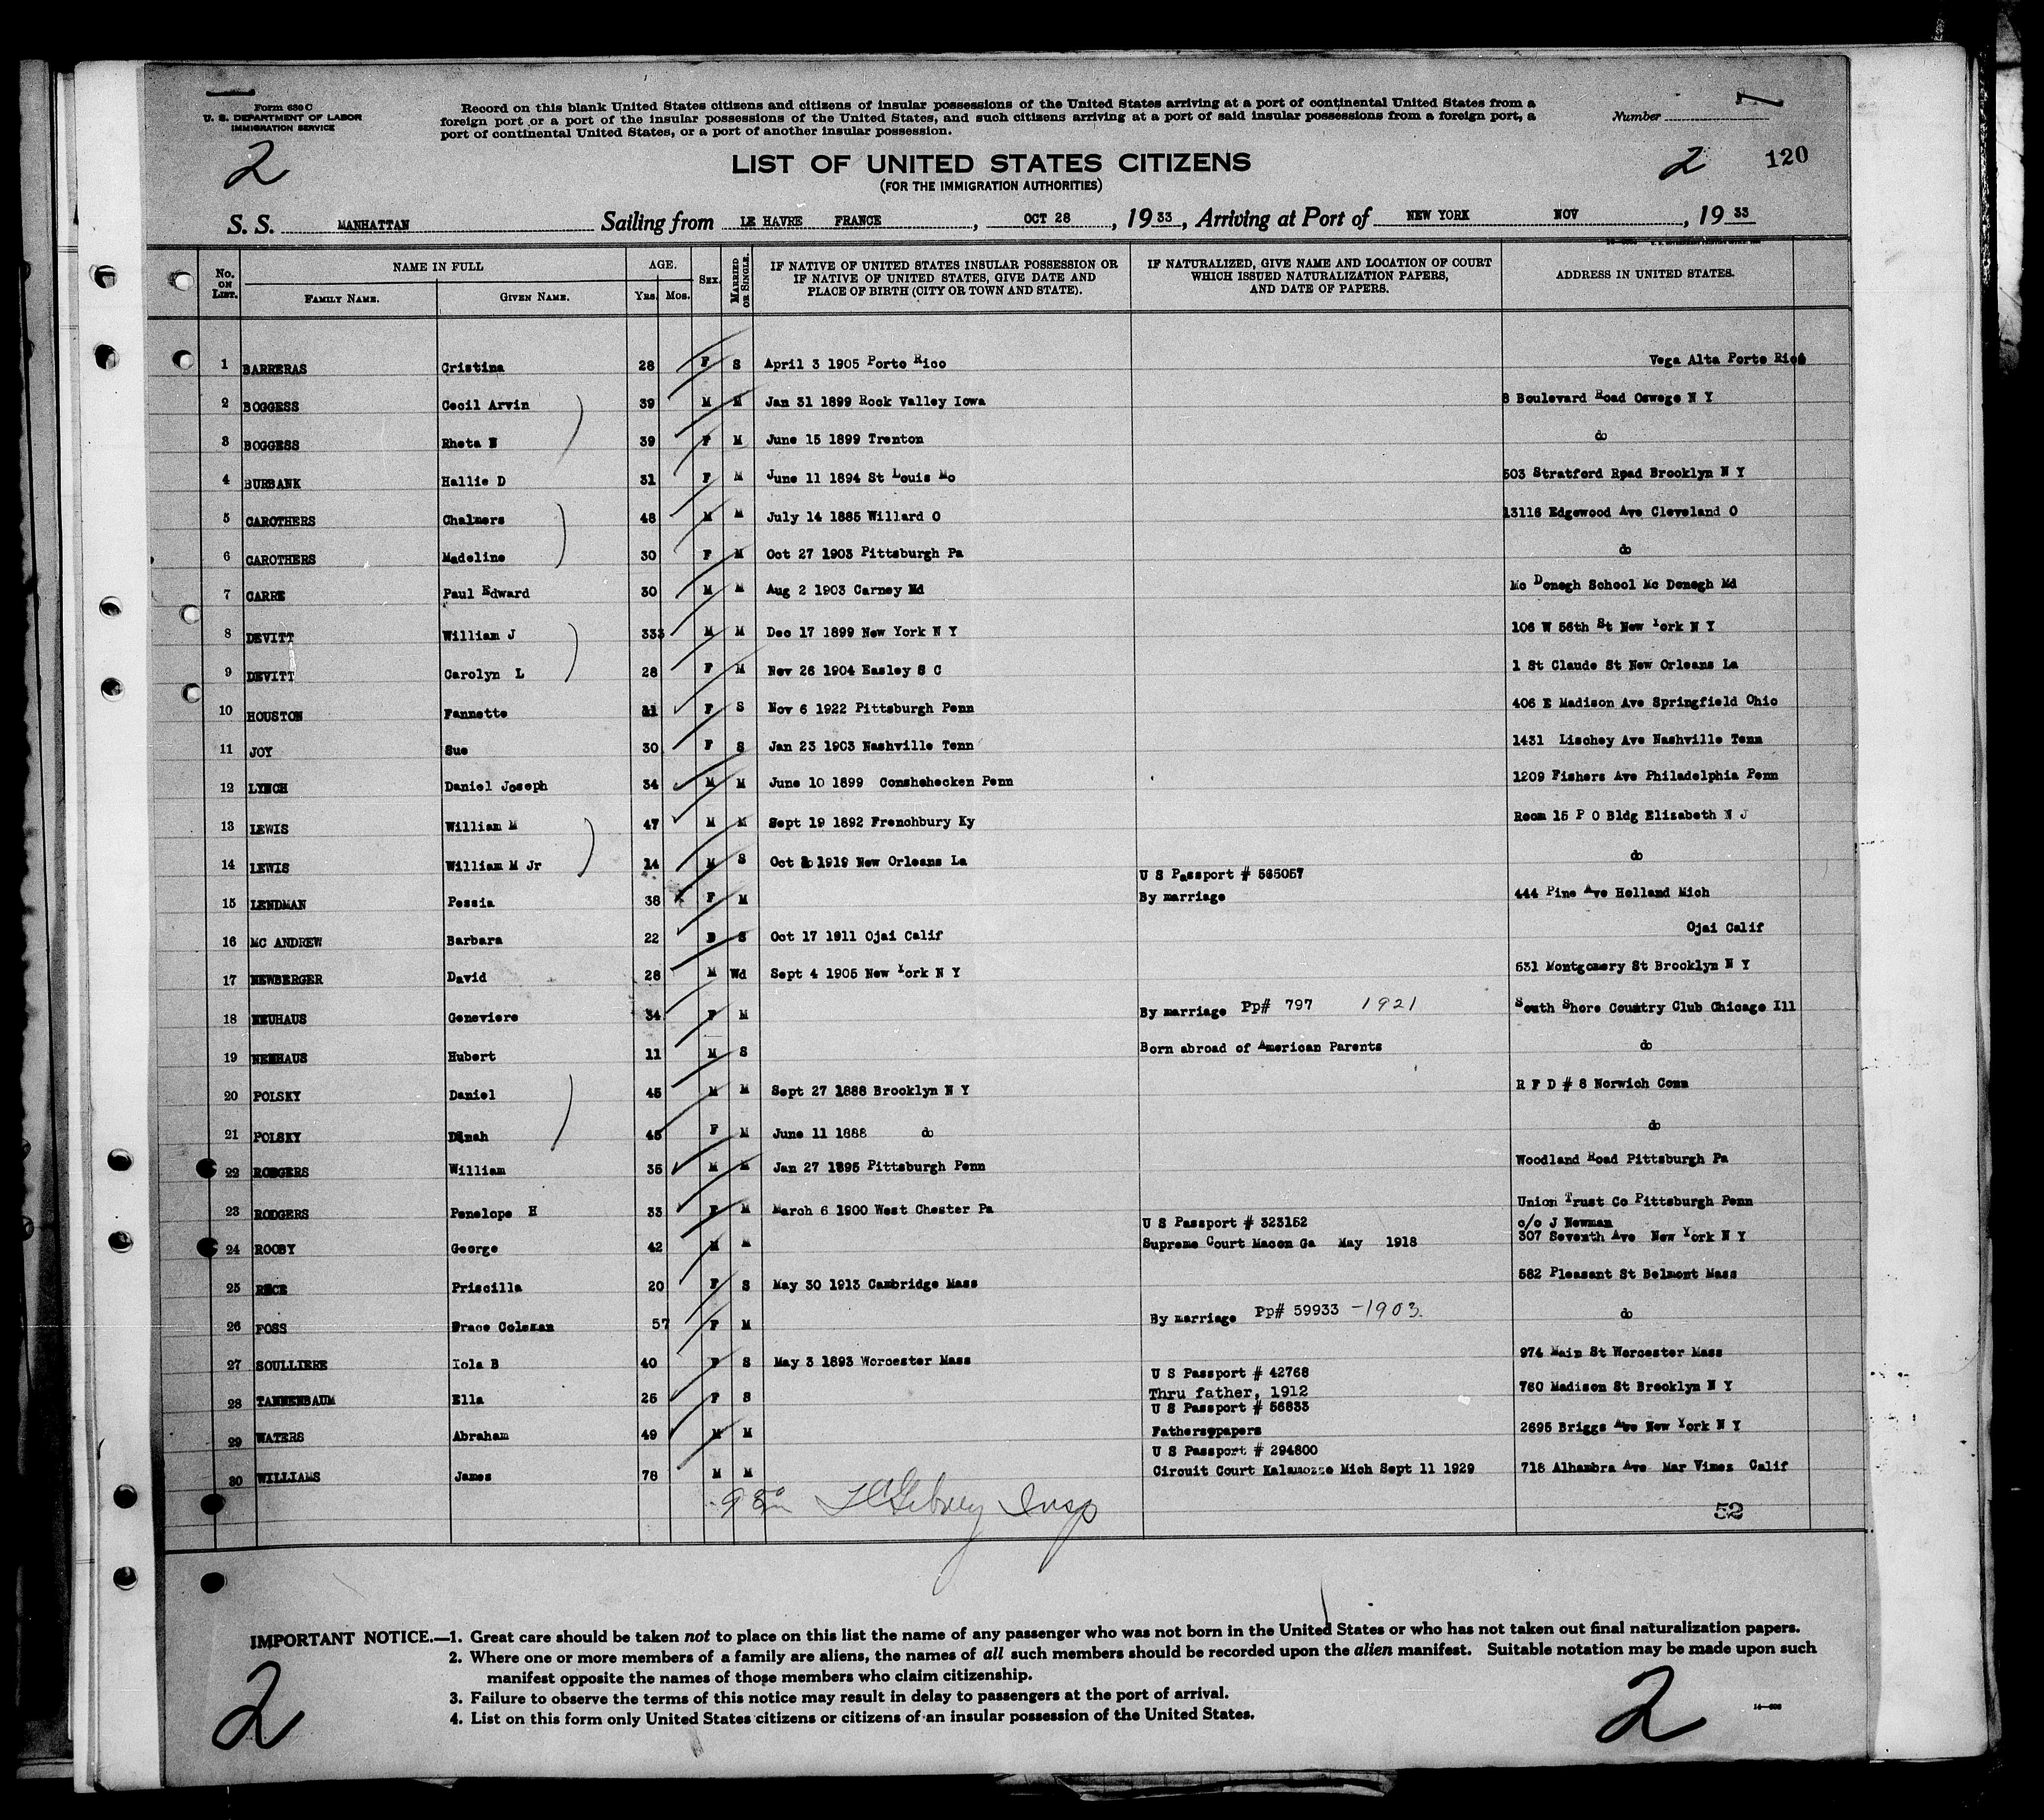 Form 630 C
U. S. DEPARTMENT OF LABOR
IMMIGRATION SERVICE
Record on this blank United States citizens and citizens of insular possessions of the United States arriving at a port of continental United States from a
foreign port or a port of the insular possessions of the United States, and such citizens arriving at a port of said insular possessions from a foreign port, a
port of continental United States, or a port of another insular possession.
Number
2
LIST OF UNITED STATES CITIZENS
2 120
(FOR THE IMMIGRATION AUTHORITIES)
S. S. MANHATTAN Sailing from LE HAVRE FRANCE, OCT 28, 1933, Arriving at Port of NEW YORK NOV, 1933
No. ON LIST. NAME IN FULL FAMILY NAME. GIVEN NAME. AGE. YRS. MOS. SEX. MARRIED OR SINGLE. IF NATIVE OF UNITED STATES INSULAR POSSESSION OR IF NATIVE OF UNITED STATES, GIVE DATE AND PLACE OF BIRTH (CITY OR TOWN AND STATE). IF NATURALIZED, GIVE NAME AND LOCATION OF COURT WHICH ISSUED NATURALIZATION PAPERS, AND DATE OF PAPERS. ADDRESS IN UNITED STATES.
1 BARRERAS Cristina 28 F S April 3 1905 Porto Rico Vega Alta Porto Rico
2 BOGGESS Cecil Arvin 39 M M Jan 31 1899 Rock Valley Iowa 8 Boulevard Road Oswego N Y
3 BOGGESS Rheta N 39 F M June 15 1899 Trenton do
4 BURBANK Hallie D 31 F M June 11 1894 St Louis Mo 503 Stratford Road Brooklyn N Y
5 CAROTHERS Chalmers 48 M M July 14 1885 Willard O 13116 Edgewood Ave Cleveland O
6 CAROTHERS Madeline 30 F M Oct 27 1903 Pittsburgh Pa do
7 CARRE Paul Edward 30 M M Aug 2 1903 Carney Md Mc Donogh School Mc Donogh Md
8 DEVITT William J 333 M M Dec 17 1899 New York N Y 106 W 56th St New York N Y
9 DEVITT Carolyn L 28 F M Nov 26 1904 Easley S C 1 St Claude St New Orleans La
10 HOUSTON Fannette 11 F S Nov 6 1922 Pittsburgh Penn 406 E Madison Ave Springfield Ohio
11 JOY Sue 30 F S Jan 23 1903 Nashville Tenn 1431 Lischey Ave Nashville Tenn
12 LYNCH Daniel Joseph 34 M M June 10 1899 Conshehecken Penn 1209 Fishers Ave Philadelphia Penn
13 LEWIS William M 47 M M Sept 19 1892 Frenchbury Ky Room 15 P O Bldg Elizabeth N J
14 LEWIS William M Jr 14 M S Oct 1919 New Orleans La do
U S Passport # 565057
15 LENDMAN Pessia 38 F M By marriage 444 Pine Ave Holland Mich
16 MC ANDREW Barbara 22 S Oct 17 1911 Ojai Calif Ojai Calif
17 NEWBERGER David 28 M Wd Sept 4 1905 New York N Y 531 Montgomery St Brooklyn N Y
18 NEUHAUS Geneviere 34 F M By marriage Pp# 797 1921 South Shore Country Club Chicago Ill
19 NEUHAUS Hubert 11 M S Born abroad of American Parents do
20 POLSKY Daniel 45 M M Sept 27 1888 Brooklyn N Y R F D # 8 Norwich Conn
21 POLSKY Dinah 45 F M June 11 1888 do do
22 RODGERS William 35 M M Jan 27 1895 Pittsburgh Penn Woodland Road Pittsburgh Pa
23 RODGERS Penelope H 33 F M March 6 1900 West Chester Pa Union Trust Co Pittsburgh Penn
U S Passport # 323152 c/o J Newman
24 ROOBY George 42 M M Supreme Court Macon Ga May 1918 307 Seventh Ave New York N Y
25 RICE Priscilla 20 F S May 30 1913 Cambridge Mass 582 Pleasant St Belmont Mass
26 FOSS Grace Coleman 57 F M By marriage Pp# 59933 -1903. do
27 SOULLIERE Iola B 40 F S May 3 1893 Worcester Mass 974 Main St Worcester Mass
U S Passport # 42768
28 TANNENBAUM Ella 25 F S Thru father, 1912 760 Madison St Brooklyn N Y
U S Passport # 56833
29 WATERS Abraham 49 M M Fatherspapers 2695 Briggs Ave New York N Y
U S Passport # 294800
30 WILLIAMS James 78 M M Circuit Court Kalamozzo Mich Sept 11 1929 718 Alhambra Ave Mar Vimes Calif
Insp
52
IMPORTANT NOTICE.—1. Great care should be taken not to place on this list the name of any passenger who was not born in the United States or who has not taken out final naturalization papers.
2. Where one or more members of a family are aliens, the names of all such members should be recorded upon the alien manifest. Suitable notation may be made upon such
manifest opposite the names of those members who claim citizenship.
3. Failure to observe the terms of this notice may result in delay to passengers at the port of arrival.
4. List on this form only United States citizens or citizens of an insular possession of the United States.
2 2